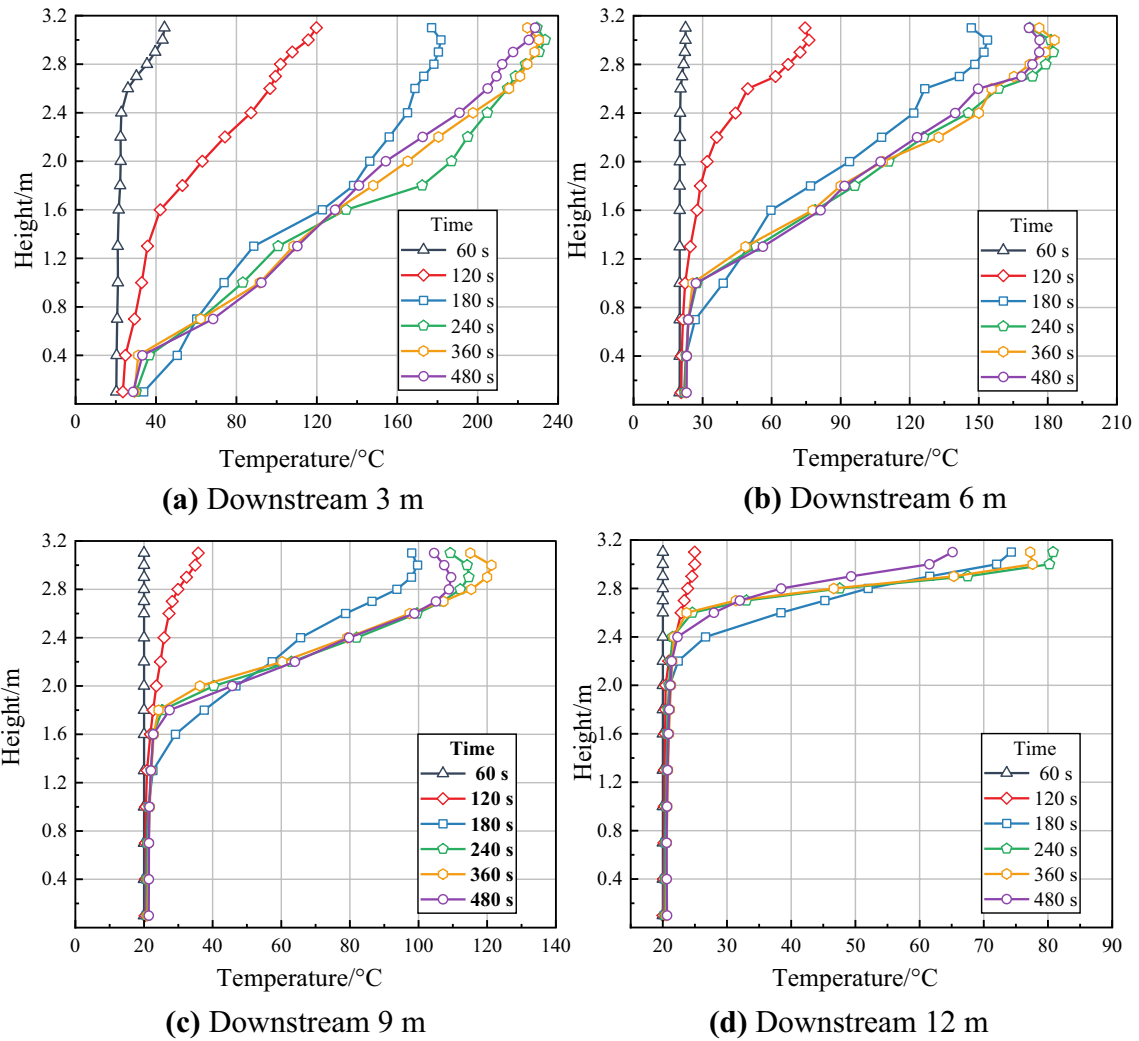 3.2
2.8
2.4
2.0
1.6
1.2
0.8
0.4
Height/m
Time
60 s
120 s
180 s
240 s
360 s
480 s
0 40 80 120 160 200 240
Temperature/°C
(a) Downstream 3 m
3.2
2.8
2.4
2.0
1.6
1.2
0.8
0.4
Height/m
Time
60 s
120 s
180 s
240 s
360 s
480 s
0 30 60 90 120 150 180 210
Temperature/°C
(b) Downstream 6 m
3.2
2.8
2.4
2.0
1.6
1.2
0.8
0.4
Height/m
Time
60 s
120 s
180 s
240 s
360 s
480 s
0 20 40 60 80 100 120 140
Temperature/°C
(c) Downstream 9 m
3.2
2.8
2.4
2.0
1.6
1.2
0.8
0.4
Height/m
Time
60 s
120 s
180 s
240 s
360 s
480 s
20 30 40 50 60 70 80 90
Temperature/°C
(d) Downstream 12 m